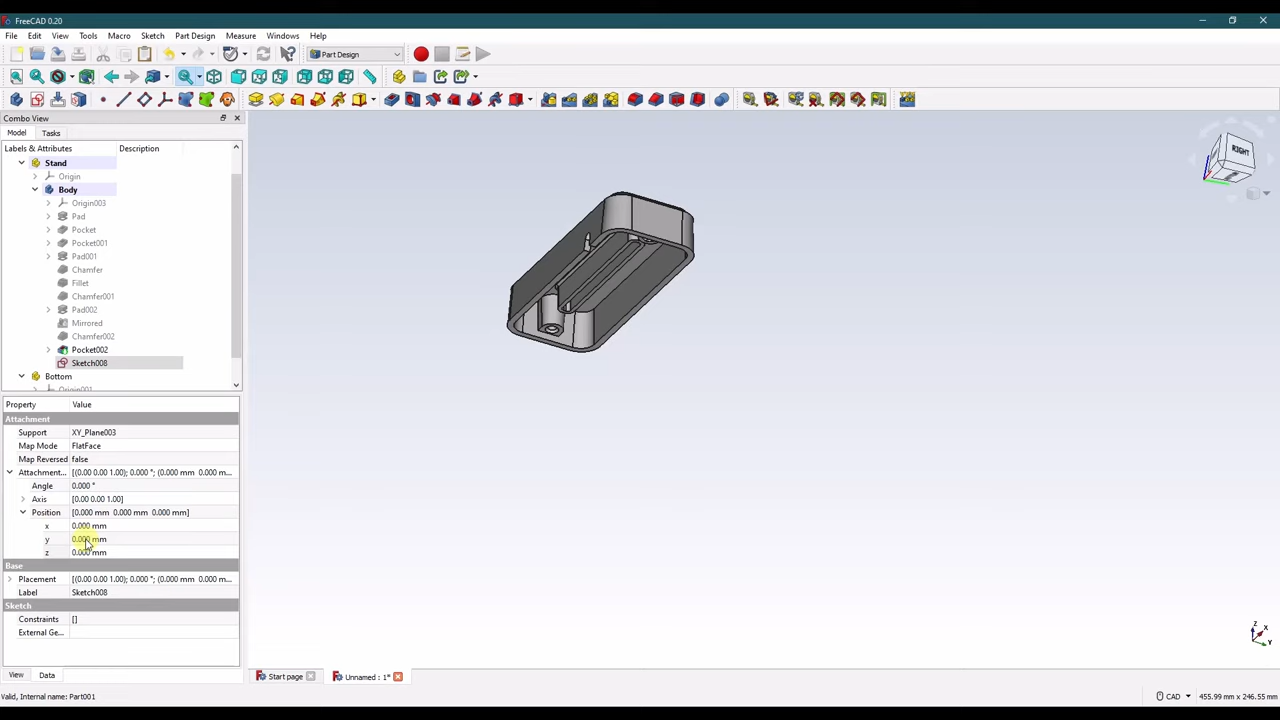 FreeCAD 0.20
File Edit View Tools Macro Sketch Part Design Measure Windows Help
Part Design
Combo View
Model Tasks
Labels & Attributes Description
Stand
Origin
Body
Origin003
Pad
Pocket
Pocket001
Pad001
Chamfer
Fillet
Chamfer001
Pad002
Mirrored
Chamfer002
Pocket002
Sketch008
Bottom
Origin001
RIGHT
Property Value
Attachment
Support XY_Plane003
Map Mode FlatFace
Map Reversed false
Attachment... [(0.00 0.00 1.00); 0.000 °; (0.000 mm 0.000 m...
Angle 0.000 °
Axis [0.00 0.00 1.00]
Position [0.000 mm 0.000 mm 0.000 mm]
x 0.000 mm
y 0.000 mm
z 0.000 mm
Base
Placement [(0.00 0.00 1.00); 0.000 °; (0.000 mm 0.000 m...
Label Sketch008
Sketch
Constraints []
External Ge...
View Data
Start page Unnamed : 1*
Z X Y
Valid, Internal name: Part001
CAD 455.99 mm x 246.55 mm